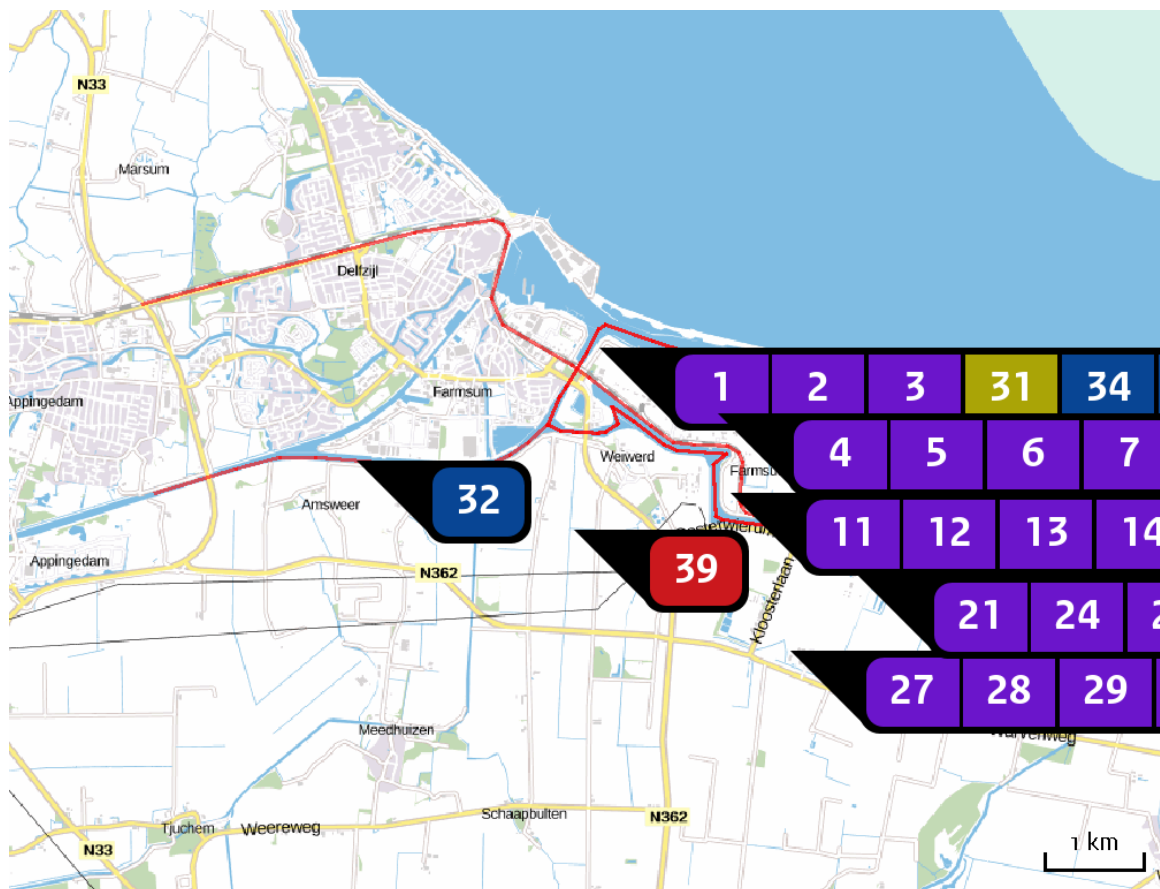 N33
Marsum
Delfzijl
Appingedam
Farmsum
1 2 3 31 34
4 5 6 7
Weiwerd
Farmsu
32
Amsweer
11 12 13 14
Appingedam
N362
39
Kloosterlaan
21 24 2
27 28 29
Meedhuizen
Warvenweg
Schaapbulten
N362
Tjuchem
Weereweg
N33
1 km